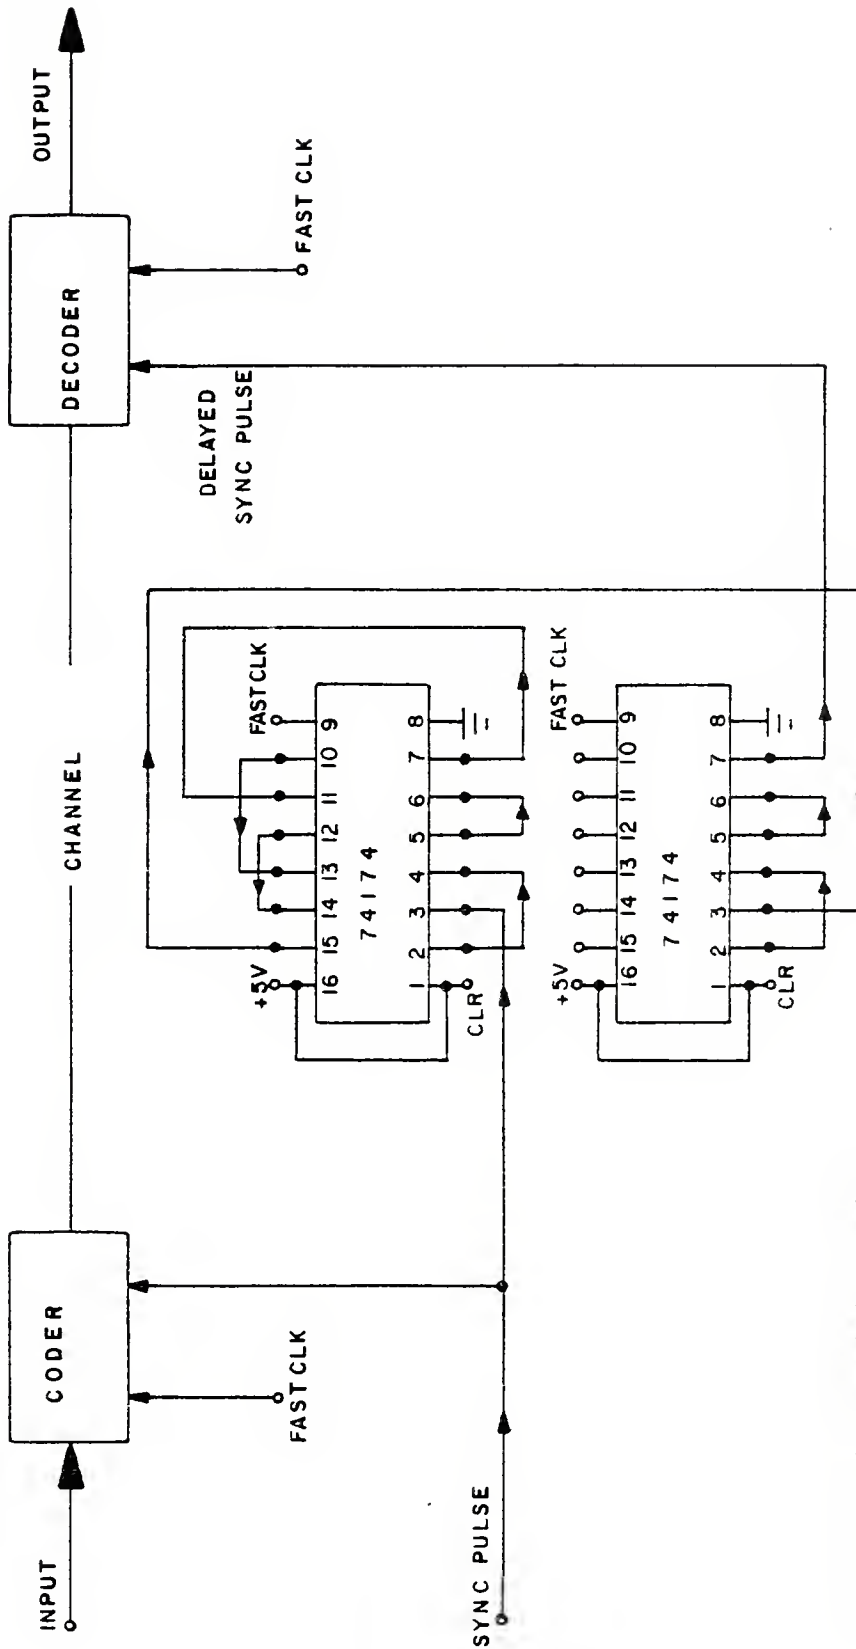 INPUT
CODER
CHANNEL
DECODER
OUTPUT
DELAYED
SYNC PULSE
FAST CLK
FAST CLK
+5V
FAST CLK
16 15 14 13 12 11 10 9
74174
1 2 3 4 5 6 7 8
CLR
SYNC PULSE
+5V
FAST CLK
16 15 14 13 12 11 10 9
74174
1 2 3 4 5 6 7 8
CLR